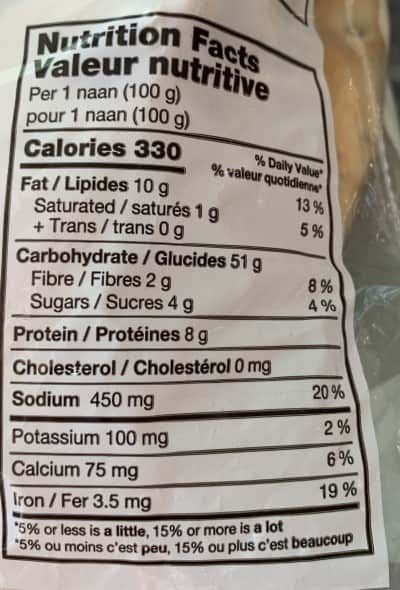 Nutrition Facts
Valeur nutritive
Per 1 naan (100 g)
pour 1 naan (100 g)
Calories 330
% Daily Value*
% valeur quotidienne*
Fat / Lipides 10 g 13 %
Saturated / saturés 1 g 5 %
+ Trans / trans 0 g
Carbohydrate / Glucides 51 g
Fibre / Fibres 2 g 8 %
Sugars / Sucres 4 g 4 %
Protein / Protéines 8 g
Cholesterol / Cholestérol 0 mg
Sodium 450 mg 20 %
Potassium 100 mg 2 %
Calcium 75 mg 6 %
Iron / Fer 3.5 mg 19 %
*5% or less is a little, 15% or more is a lot
*5% ou moins c'est peu, 15% ou plus c'est beaucoup